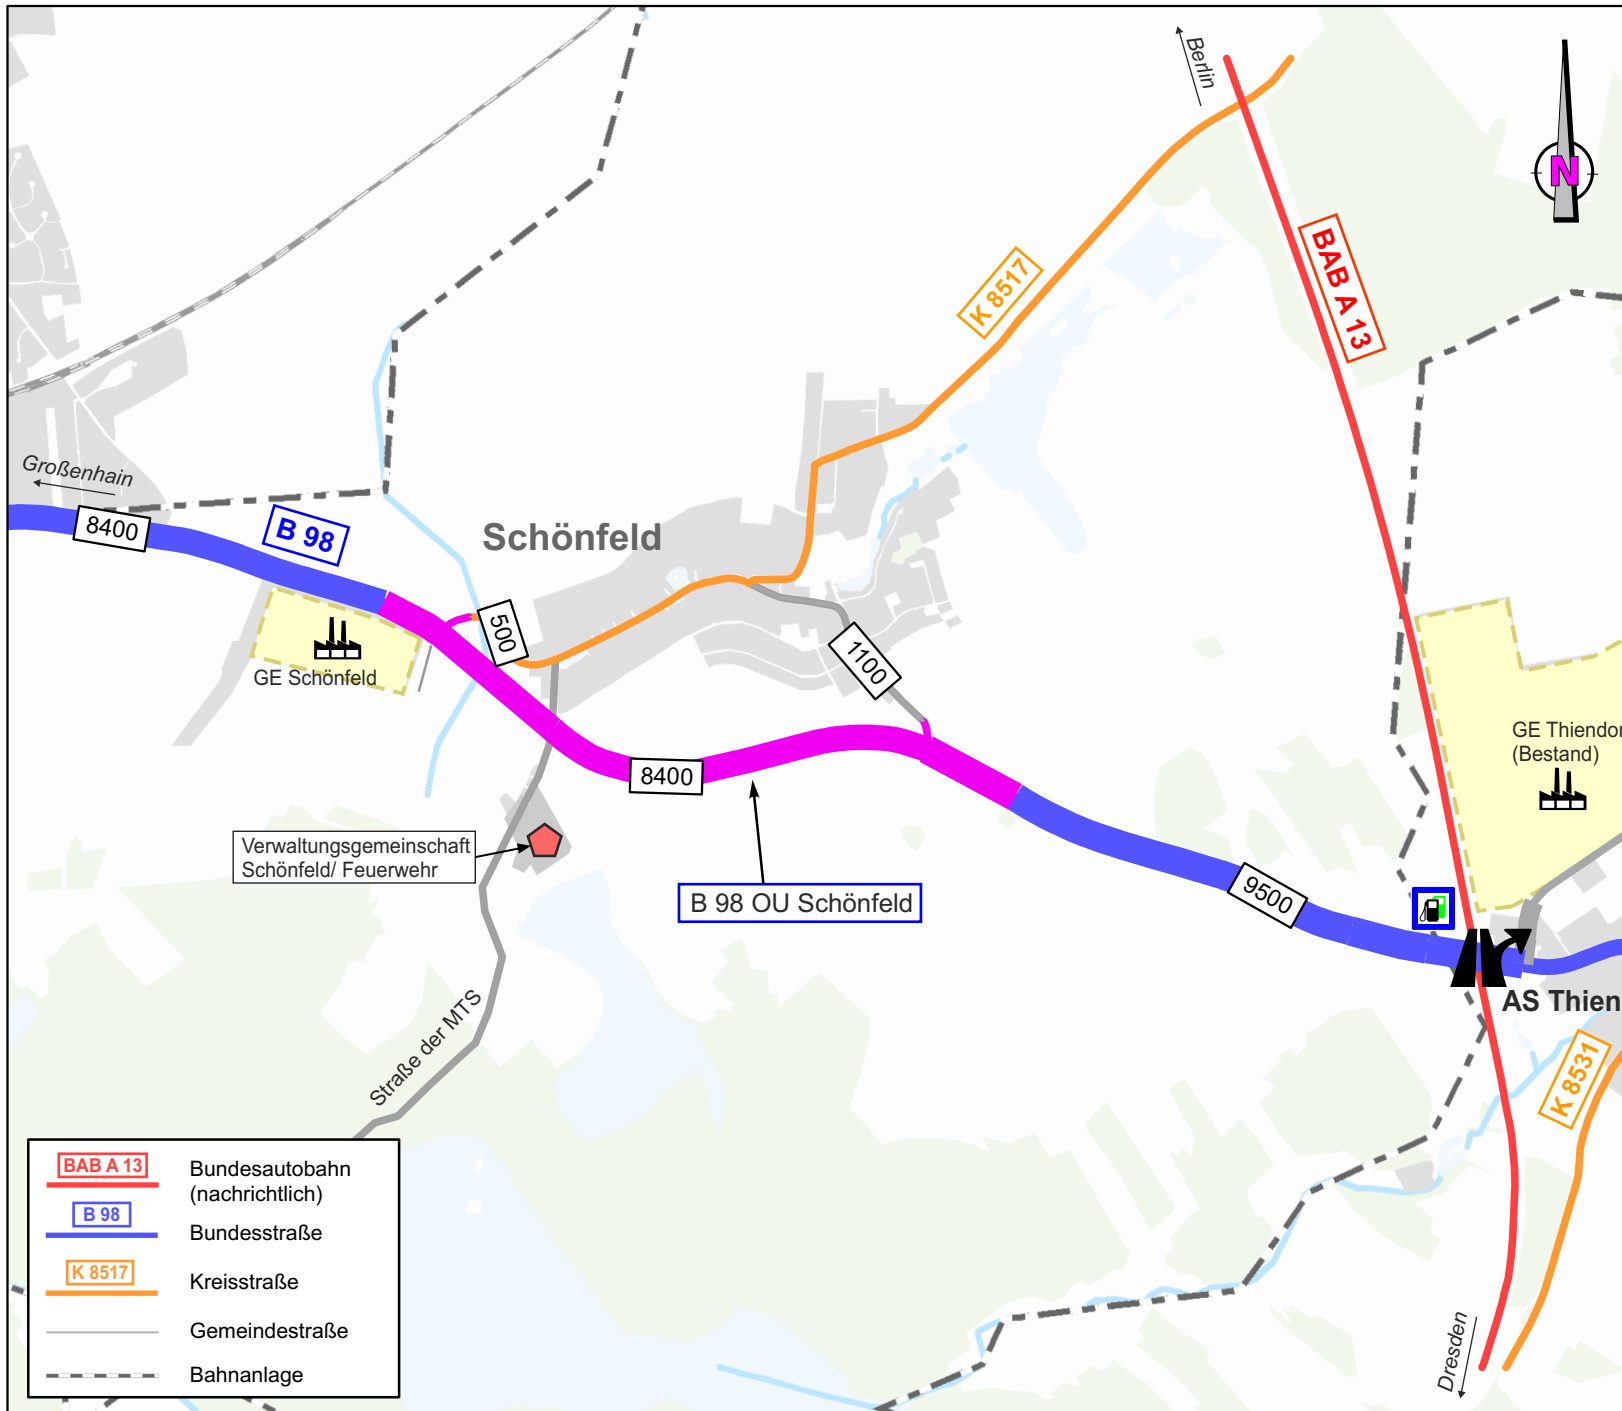 Berlin
N
BAB A 13
K 8517
Großenhain
8400
B 98
Schönfeld
500
1100
GE Schönfeld
8400
GE Thiendor
(Bestand)
Verwaltungsgemeinschaft
Schönfeld/ Feuerwehr
B 98 OU Schönfeld
9500
AS Thien
Straße der MTS
K 8531
Dresden
BAB A 13
Bundesautobahn
(nachrichtlich)
B 98
Bundesstraße
K 8517
Kreisstraße
Gemeindestraße
Bahnanlage